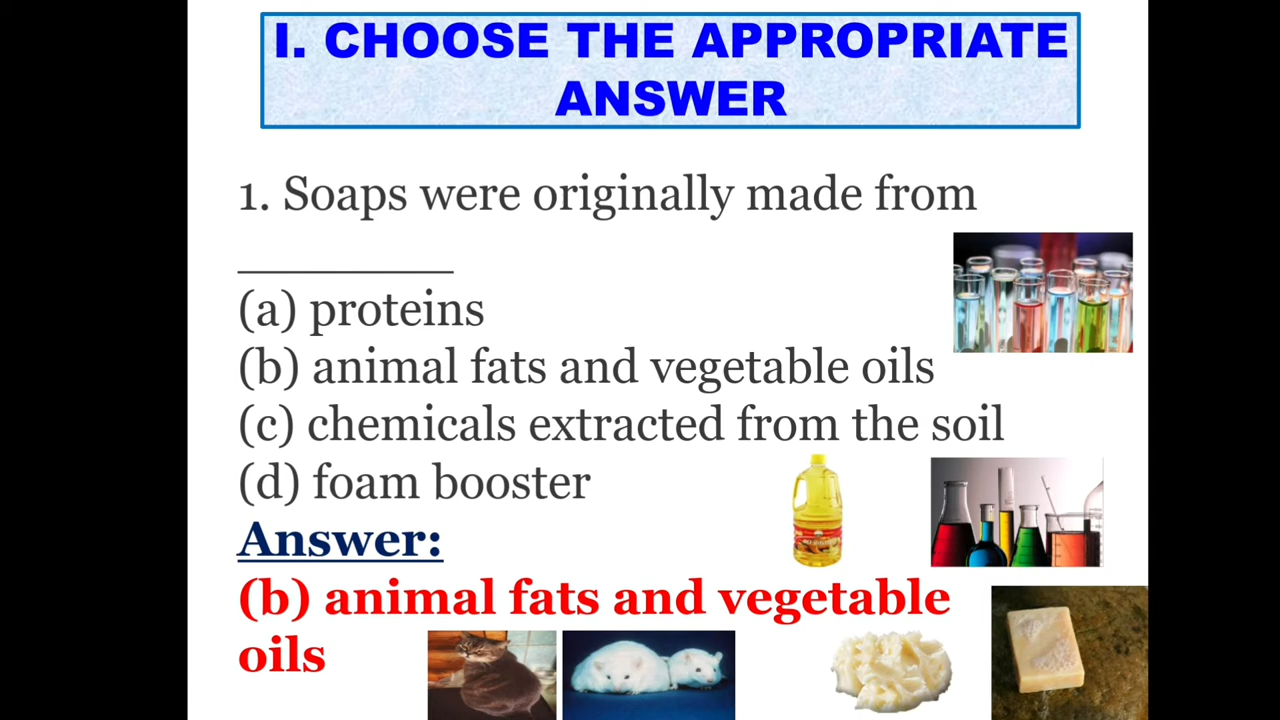 I. CHOOSE THE APPROPRIATE
ANSWER
1. Soaps were originally made from
____________
(a) proteins
(b) animal fats and vegetable oils
(c) chemicals extracted from the soil
(d) foam booster
Answer:
(b) animal fats and vegetable
oils